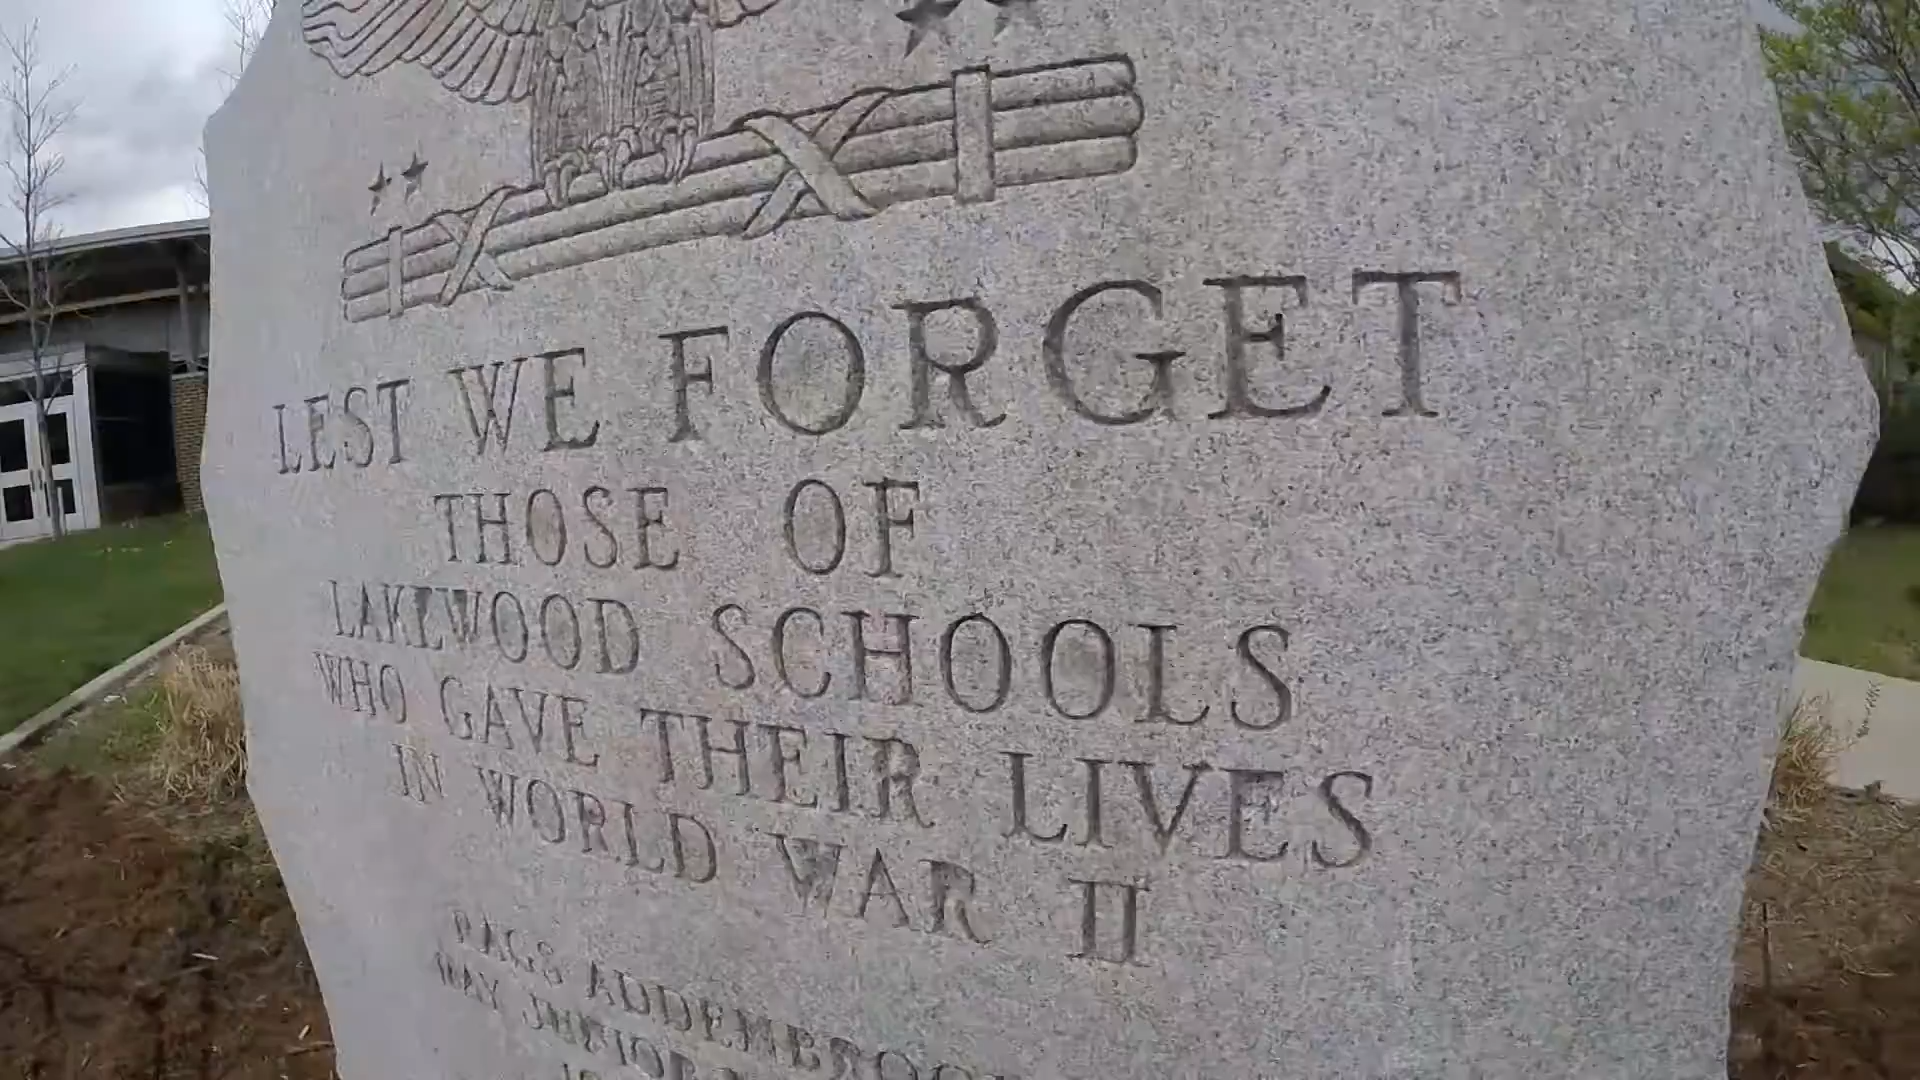 LEST WE FORGET
THOSE OF
LAKEWOOD SCHOOLS
WHO GAVE THEIR LIVES
IN WORLD WAR II